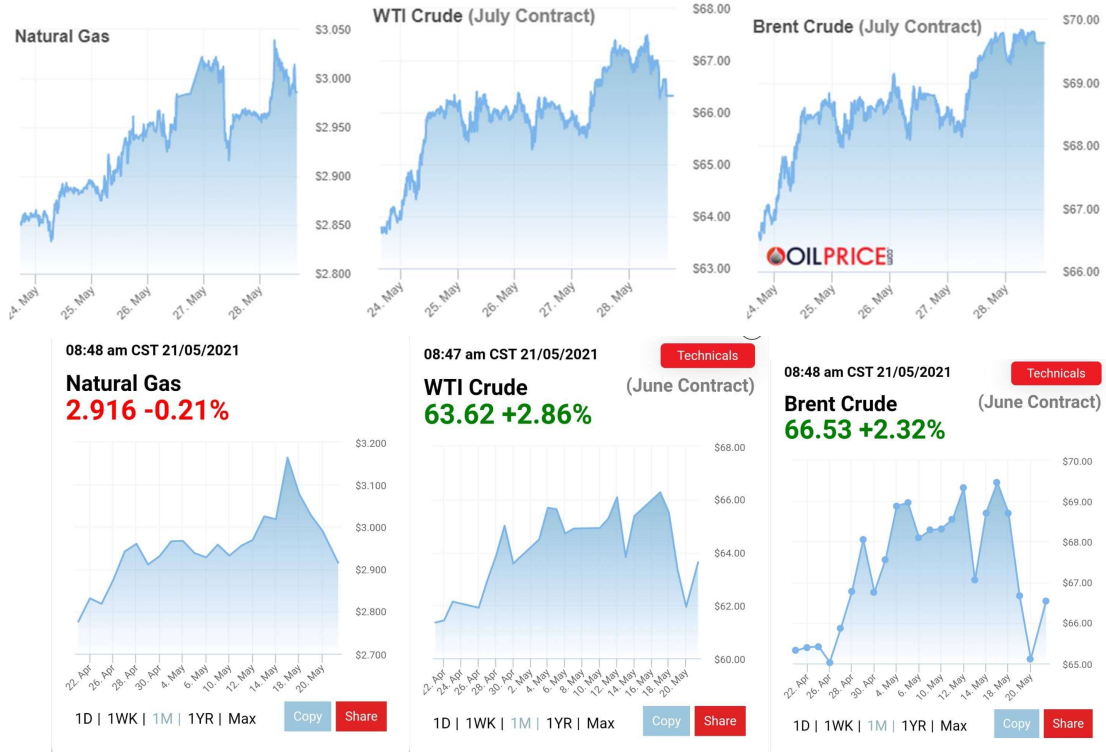 Natural Gas
$3.050
$3.000
$2.950
$2.900
$2.850
$2.800
24. May
25. May
26. May
27. May
28. May
WTI Crude (July Contract)
$68.00
$67.00
$66.00
$65.00
$64.00
$63.00
24. May
25. May
26. May
27. May
28. May
Brent Crude (July Contract)
$70.00
$69.00
$68.00
$67.00
$66.00
OILPRICE.com
24. May
25. May
26. May
27. May
28. May
08:48 am CST 21/05/2021
Natural Gas
2.916 -0.21%
$3.200
$3.100
$3.000
$2.900
$2.800
$2.700
22. Apr
26. Apr
28. Apr
30. Apr
4. May
6. May
10. May
12. May
14. May
18. May
20. May
1D | 1WK | 1M | 1YR | Max
Copy
Share
08:47 am CST 21/05/2021
Technicals
WTI Crude
(June Contract)
63.62 +2.86%
$68.00
$66.00
$64.00
$62.00
$60.00
22. Apr
24. Apr
26. Apr
28. Apr
30. Apr
2. May
4. May
6. May
8. May
10. May
12. May
14. May
16. May
18. May
20. May
1D | 1WK | 1M | 1YR | Max
Copy
Share
08:48 am CST 21/05/2021
Technicals
Brent Crude
(June Contract)
66.53 +2.32%
$70.00
$69.00
$68.00
$67.00
$66.00
$65.00
22. Apr
26. Apr
28. Apr
30. Apr
4. May
6. May
10. May
12. May
14. May
18. May
20. May
1D | 1WK | 1M | 1YR | Max
Copy
Share